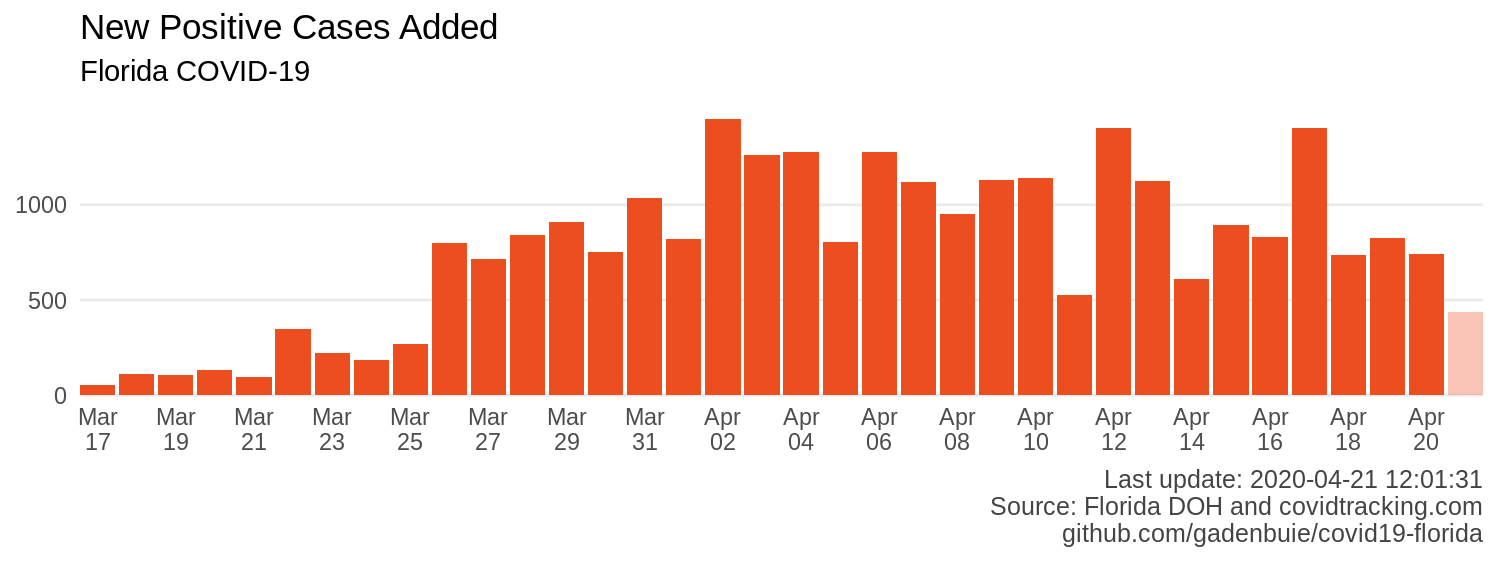 New Positive Cases Added
Florida COVID-19
1000
500
0
Mar Mar Mar Mar Mar Mar Mar Mar Apr Apr Apr Apr Apr Apr Apr Apr Apr Apr
17 19 21 23 25 27 29 31 02 04 06 08 10 12 14 16 18 20
Last update: 2020-04-21 12:01:31
Source: Florida DOH and covidtracking.com
github.com/gadenbuie/covid19-florida